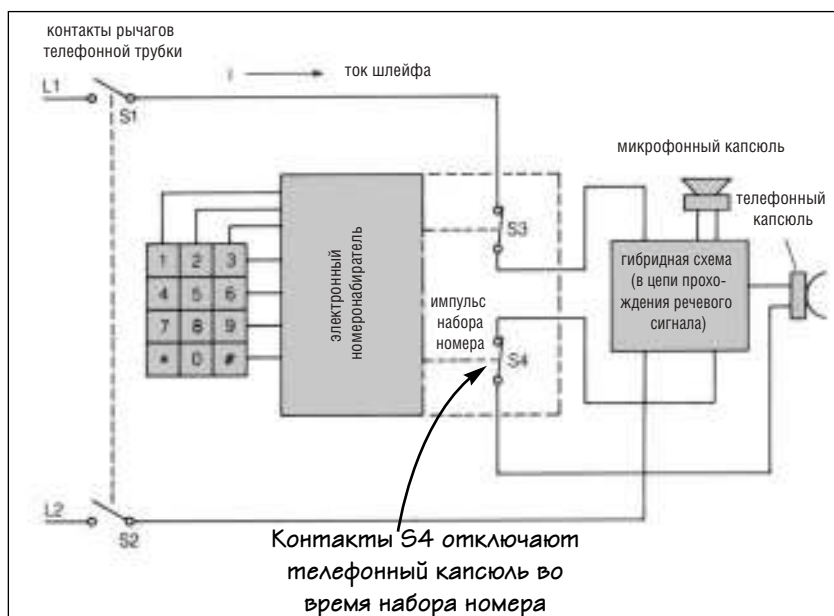 контакты рычагов
телефонной трубки
ток шлейфа
L1
S1
микрофонный капсюль
телефонный
капсюль
S3
1 2 3
4 5 6
7 8 9
* 0 #
электронный
номеронабиратель
импульс
набора
номера
S4
гибридная схема
(в цепи прохо-
ждения речевого
сигнала)
L2
S2
Контакты S4 отключают
телефонный капсюль во
время набора номера